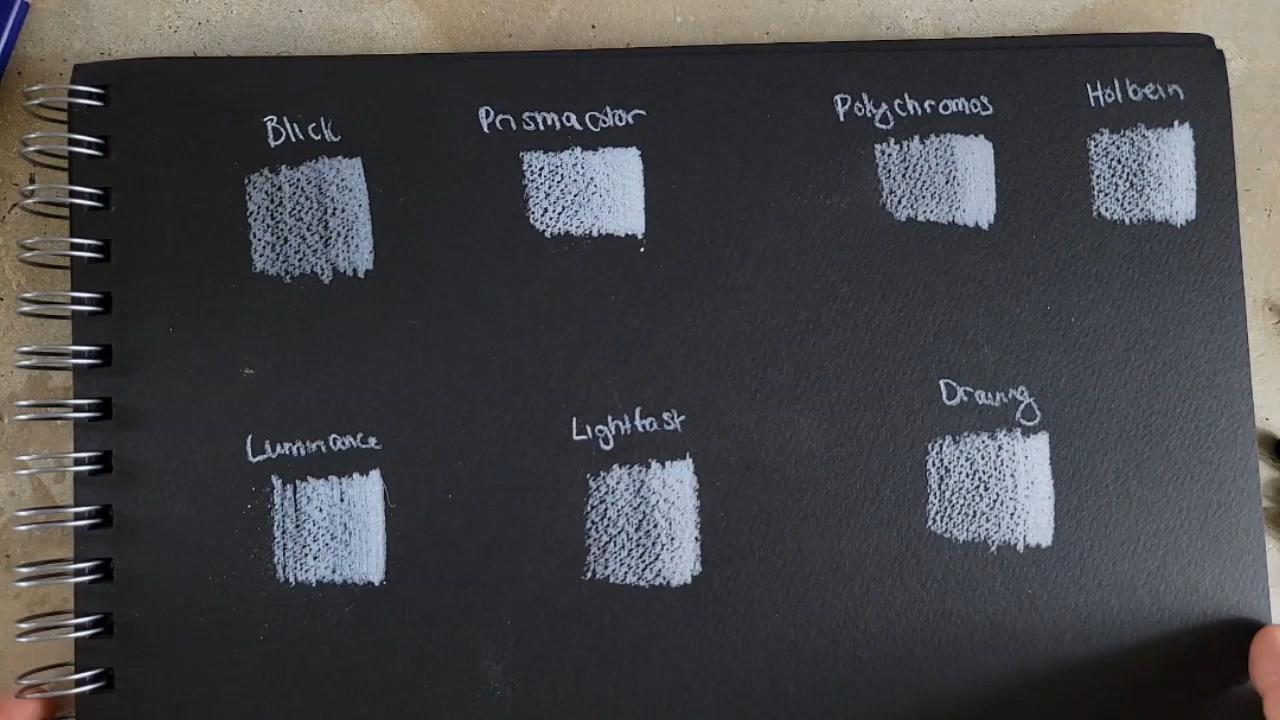 Blick
Prismacolor
Polychromos
Holbein
Luminance
Lightfast
Drawing